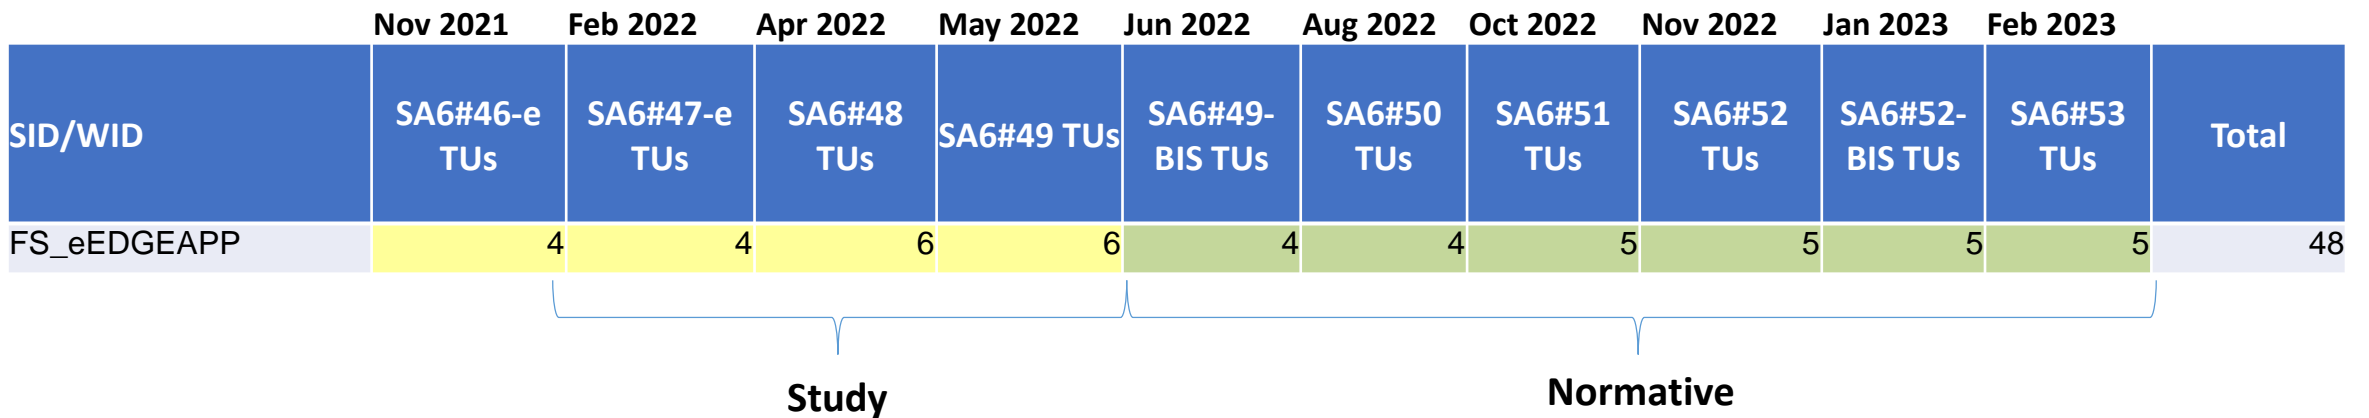 Nov 2021 Feb 2022 Apr 2022 May 2022 Jun 2022 Aug 2022 Oct 2022 Nov 2022 Jan 2023 Feb 2023
SID/WID SA6#46-e TUs SA6#47-e TUs SA6#48 TUs SA6#49 TUs SA6#49-BIS TUs SA6#50 TUs SA6#51 TUs SA6#52 TUs SA6#52-BIS TUs SA6#53 TUs Total
FS_eEDGEAPP 4 4 6 6 4 4 5 5 5 5 48
Study Normative